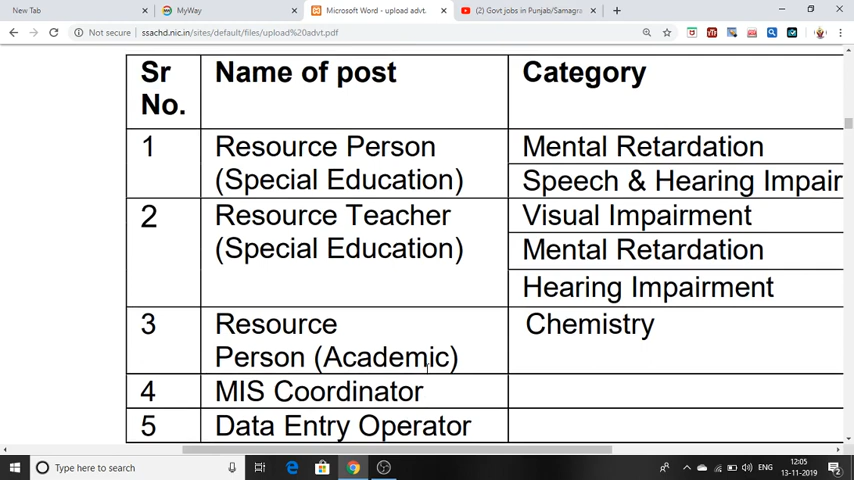 New Tab
MyWay
Microsoft Word - upload advt.
(2) Govt jobs in Punjab/Samagra
Not secure | ssachd.nic.in/sites/default/files/upload%20advt.pdf
Sr No. Name of post Category
1 Resource Person (Special Education) Mental Retardation
Speech & Hearing Impair
2 Resource Teacher (Special Education) Visual Impairment
Mental Retardation
Hearing Impairment
3 Resource Person (Academic) Chemistry
4 MIS Coordinator
5 Data Entry Operator
Type here to search
ENG
12:05
13-11-2019
2